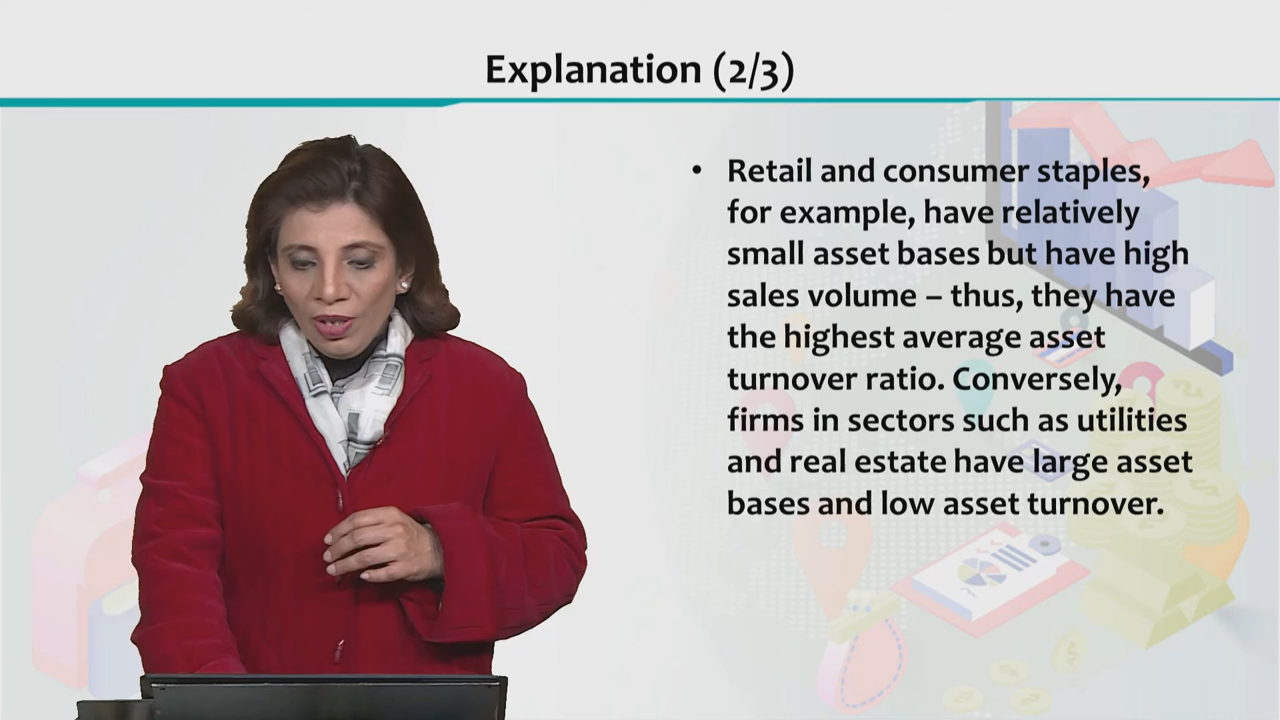 Explanation (2/3)
• Retail and consumer staples,
for example, have relatively
small asset bases but have high
sales volume – thus, they have
the highest average asset
turnover ratio. Conversely,
firms in sectors such as utilities
and real estate have large asset
bases and low asset turnover.